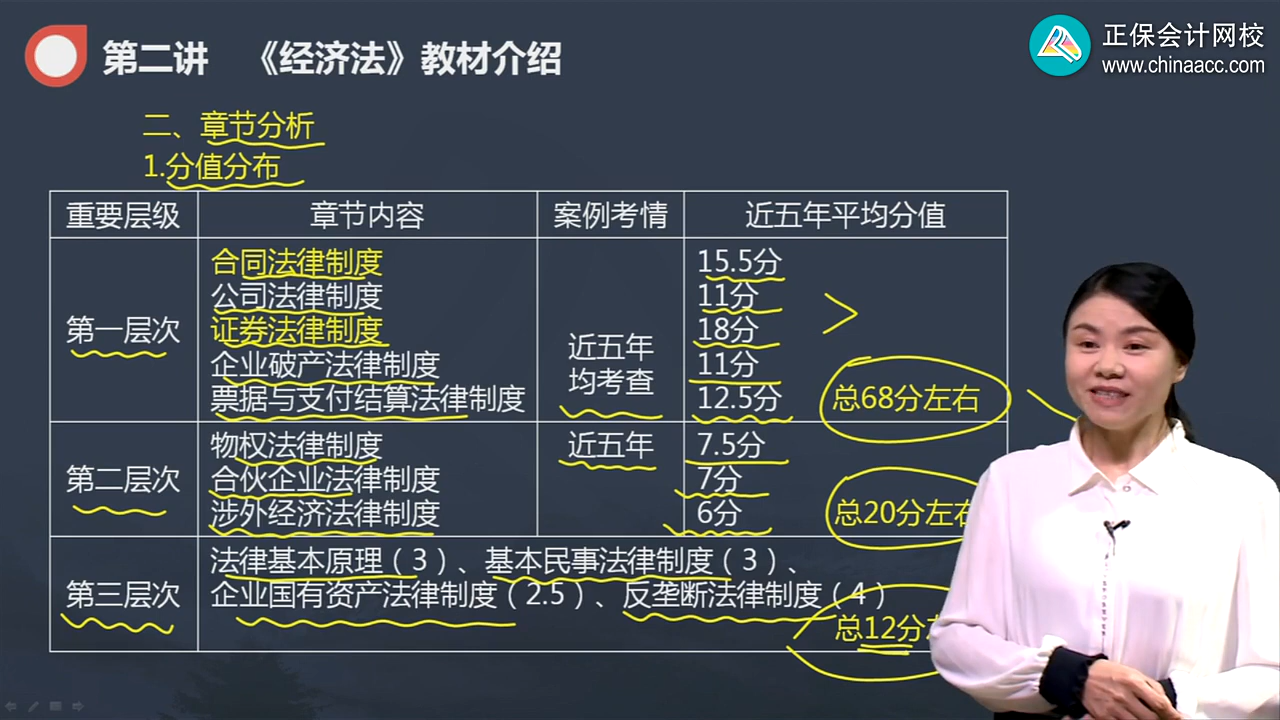 第二讲 《经济法》教材介绍
正保会计网校
www.chinaacc.com
二、章节分析
1.分值分布
重要层级 章节内容 案例考情 近五年平均分值
第一层次
合同法律制度
公司法律制度
证券法律制度
企业破产法律制度
票据与支付结算法律制度
近五年
均考查
15.5分
11分
18分
11分
12.5分
总68分左右
第二层次
物权法律制度
合伙企业法律制度
涉外经济法律制度
近五年
7.5分
7分
6分
总20分左右
第三层次
法律基本原理（3）、基本民事法律制度（3）、
企业国有资产法律制度（2.5）、反垄断法律制度（4）
总12分